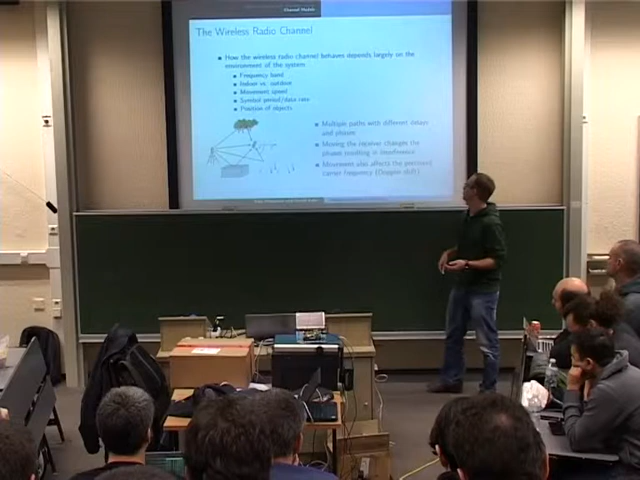 Channel Models
The Wireless Radio Channel
How the wireless radio channel behaves depends largely on the
environment of the system
Frequency band
Indoor vs. outdoor
Movement speed
Symbol period/data rate
Position of objects
Multiple paths with different delays
and phases
Moving the receiver changes the
phases resulting in interference
Movement also affects the perceived
carrier frequency (Doppler shift)